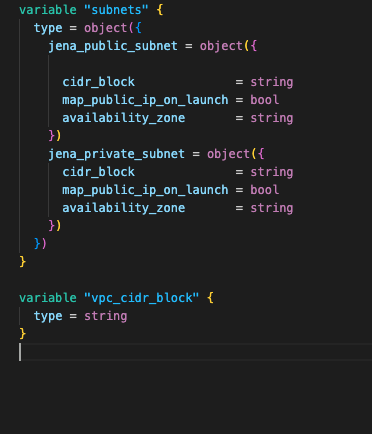 variable "subnets" {
  type = object({
    jena_public_subnet = object({

      cidr_block              = string
      map_public_ip_on_launch = bool
      availability_zone       = string
    })
    jena_private_subnet = object({
      cidr_block              = string
      map_public_ip_on_launch = bool
      availability_zone       = string
    })
  })
}

variable "vpc_cidr_block" {
  type = string
}